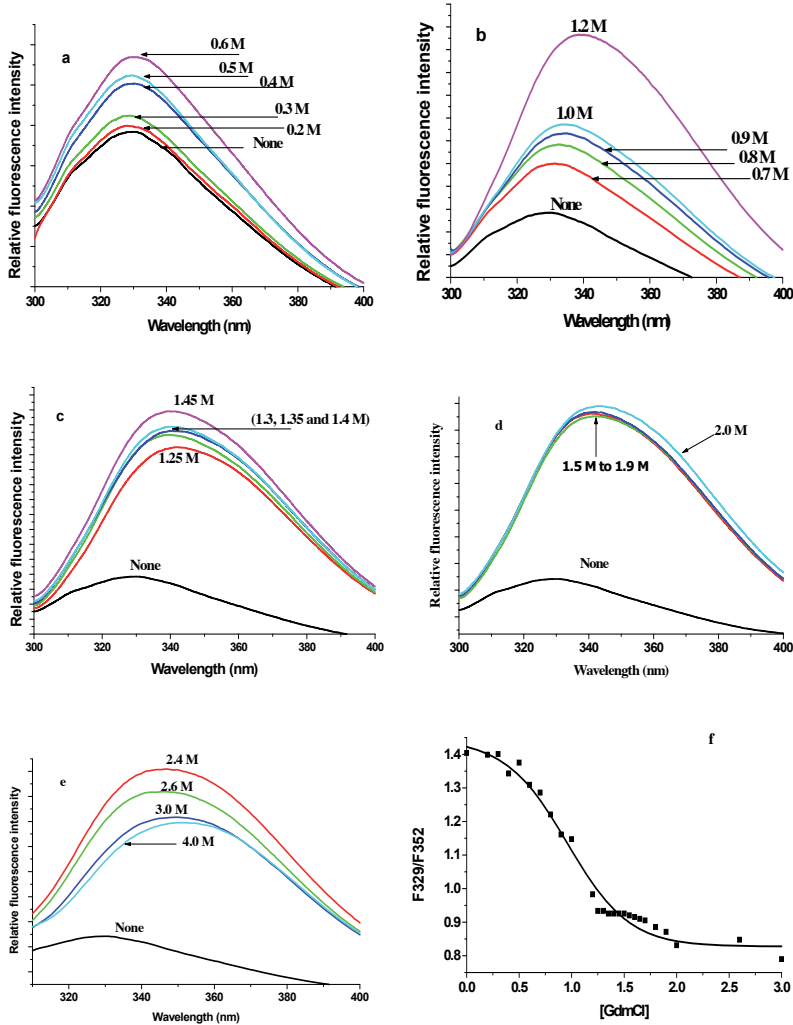 a
0.6 M
0.5 M
0.4 M
0.3 M
0.2 M
None
Relative fluorescence intensity
300 320 340 360 380 400
Wavelength (nm)
b
1.2 M
1.0 M
0.9 M
0.8 M
0.7 M
None
Relative fluorescence intensity
300 320 340 360 380 400
Wavelength (nm)
c
1.45 M
(1.3, 1.35 and 1.4 M)
1.25 M
None
Relative fluorescence intensity
300 320 340 360 380 400
Wavelength (nm)
d
2.0 M
1.5 M to 1.9 M
None
Relative fluorescence intensity
300 320 340 360 380 400
Wavelength (nm)
e
2.4 M
2.6 M
3.0 M
4.0 M
None
Relative fluorescence intensity
320 340 360 380 400
Wavelength (nm)
f
1.4
1.3
1.2
1.1
1.0
0.9
0.8
F329/F352
0.0 0.5 1.0 1.5 2.0 2.5 3.0
[GdmCl]